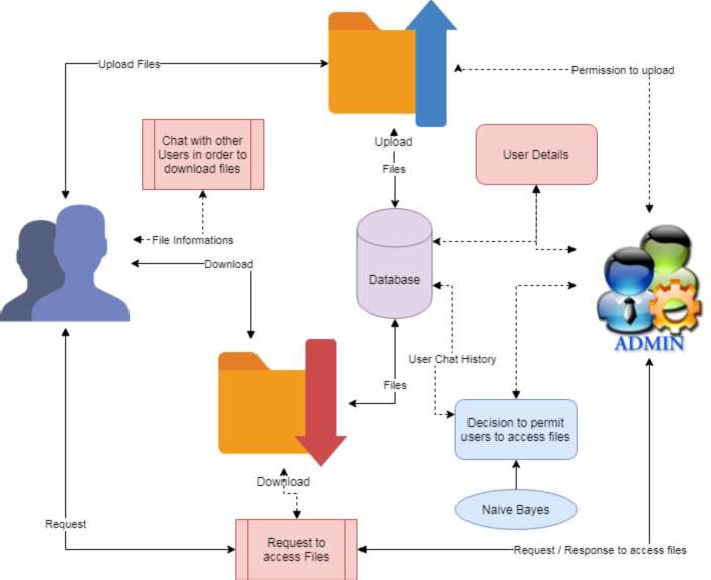 Upload Files
Permission to upload
Chat with other
Users in order to
download files
Upload
Files
User Details
File Informations
Download
Database
ADMIN
User Chat History
Files
Decision to permit
users to access files
Download
Naive Bayes
Request
Request to
access Files
Request / Response to access files